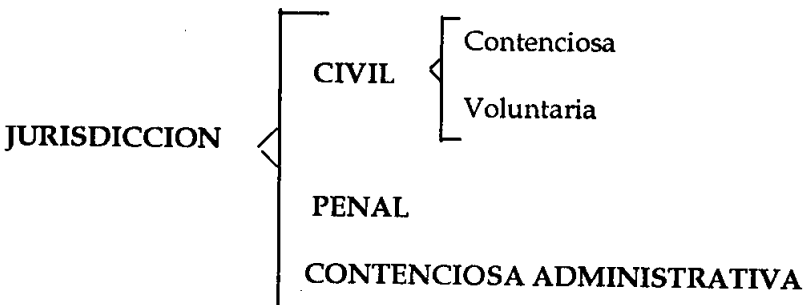 Contenciosa
CIVIL
Voluntaria
JURISDICCION
PENAL
CONTENCIOSA ADMINISTRATIVA